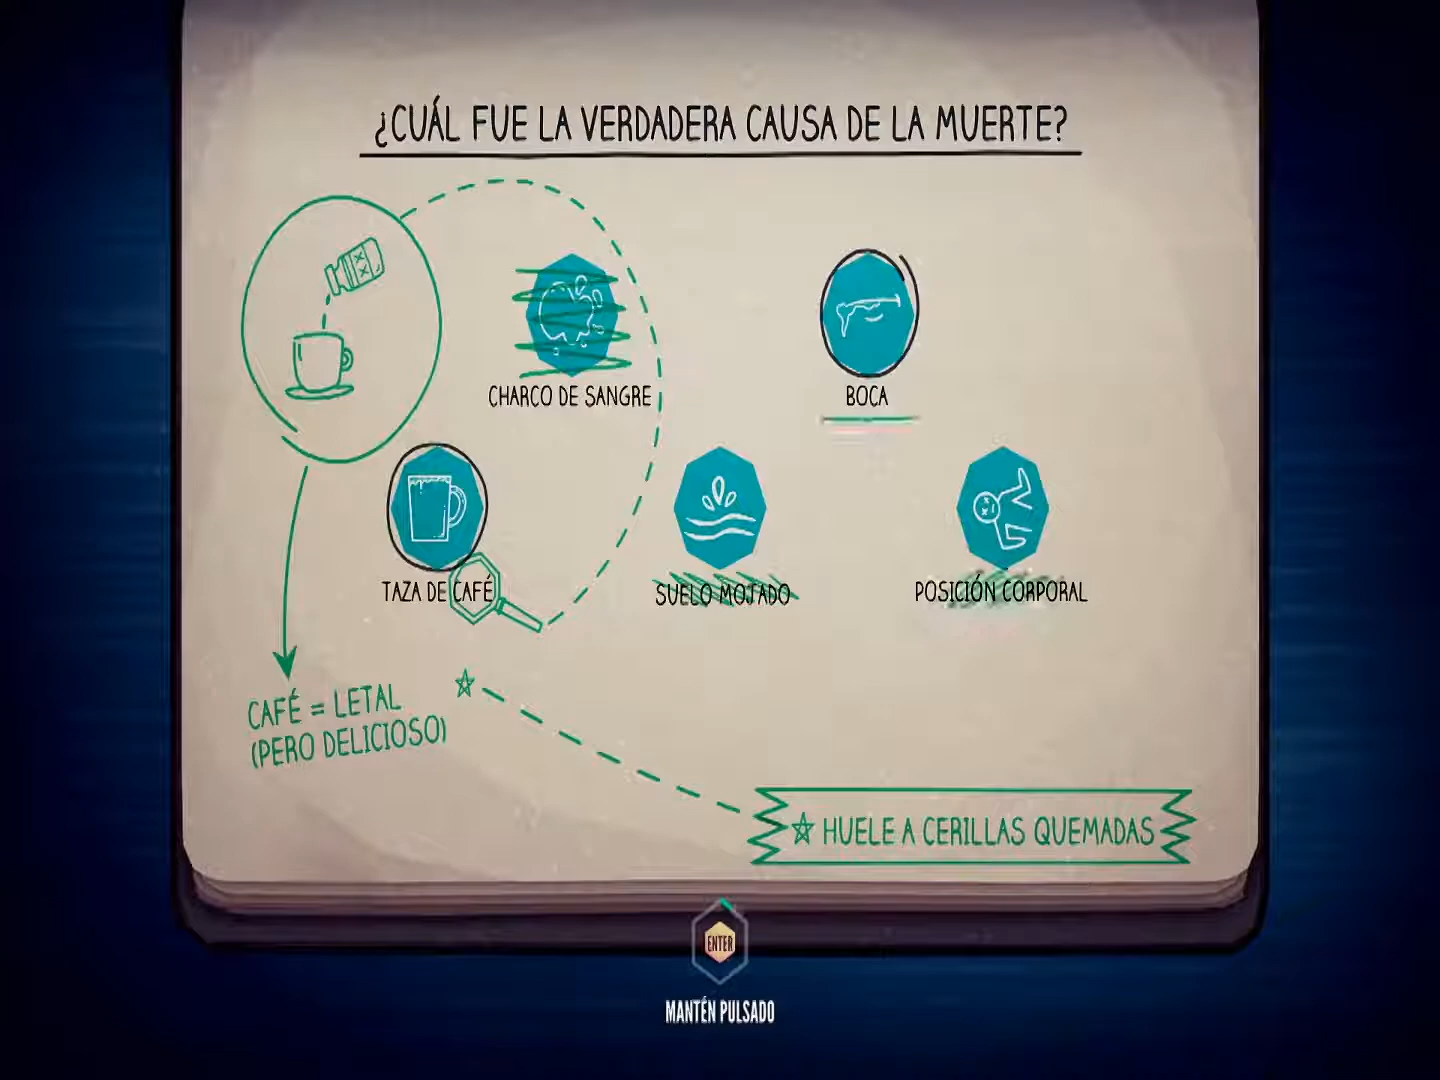 ¿CUÁL FUE LA VERDADERA CAUSA DE LA MUERTE?
CHARCO DE SANGRE
BOCA
TAZA DE CAFÉ
SUELO MOJADO
POSICIÓN CORPORAL
CAFÉ = LETAL
(PERO DELICIOSO)
HUELE A CERILLAS QUEMADAS
ENTER
MANTÉN PULSADO